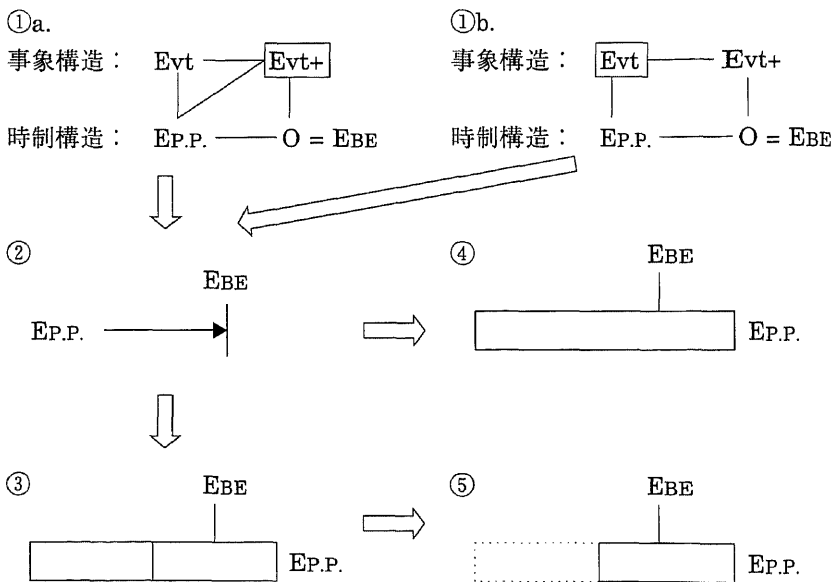 ①a.
事象構造： Evt Evt+
時制構造： EP.P. O = EBE
①b.
事象構造： Evt Evt+
時制構造： EP.P. O = EBE
②
EBE
EP.P.
④
EBE
EP.P.
③
EBE
EP.P.
⑤
EBE
EP.P.